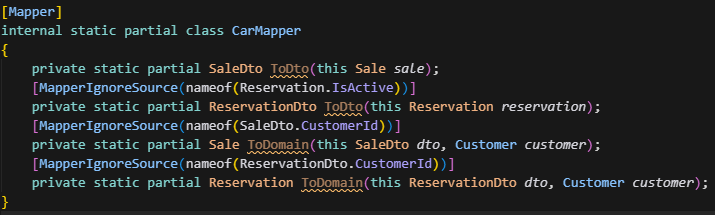 [Mapper]
internal static partial class CarMapper
{
    private static partial SaleDto ToDto(this Sale sale);
    [MapperIgnoreSource(nameof(Reservation.IsActive))]
    private static partial ReservationDto ToDto(this Reservation reservation);
    [MapperIgnoreSource(nameof(SaleDto.CustomerId))]
    private static partial Sale ToDomain(this SaleDto dto, Customer customer);
    [MapperIgnoreSource(nameof(ReservationDto.CustomerId))]
    private static partial Reservation ToDomain(this ReservationDto dto, Customer customer);
}